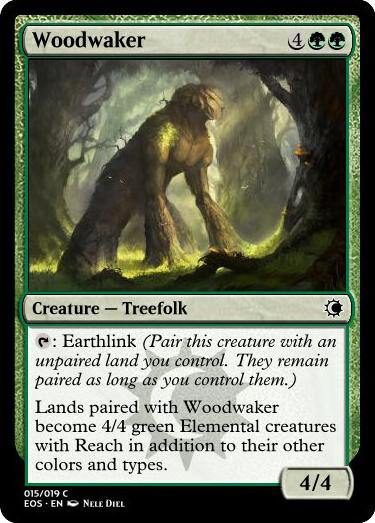 Woodwaker 4
: Earthlink (Pair this creature with an
unpaired land you control. They remain
paired as long as you control them.)
Lands paired with Woodwaker
become 4/4 green Elemental creatures
with Reach in addition to their other
colors and types.
Creature — Treefolk
4/4
015/019 C
EOS · EN Nele Diel